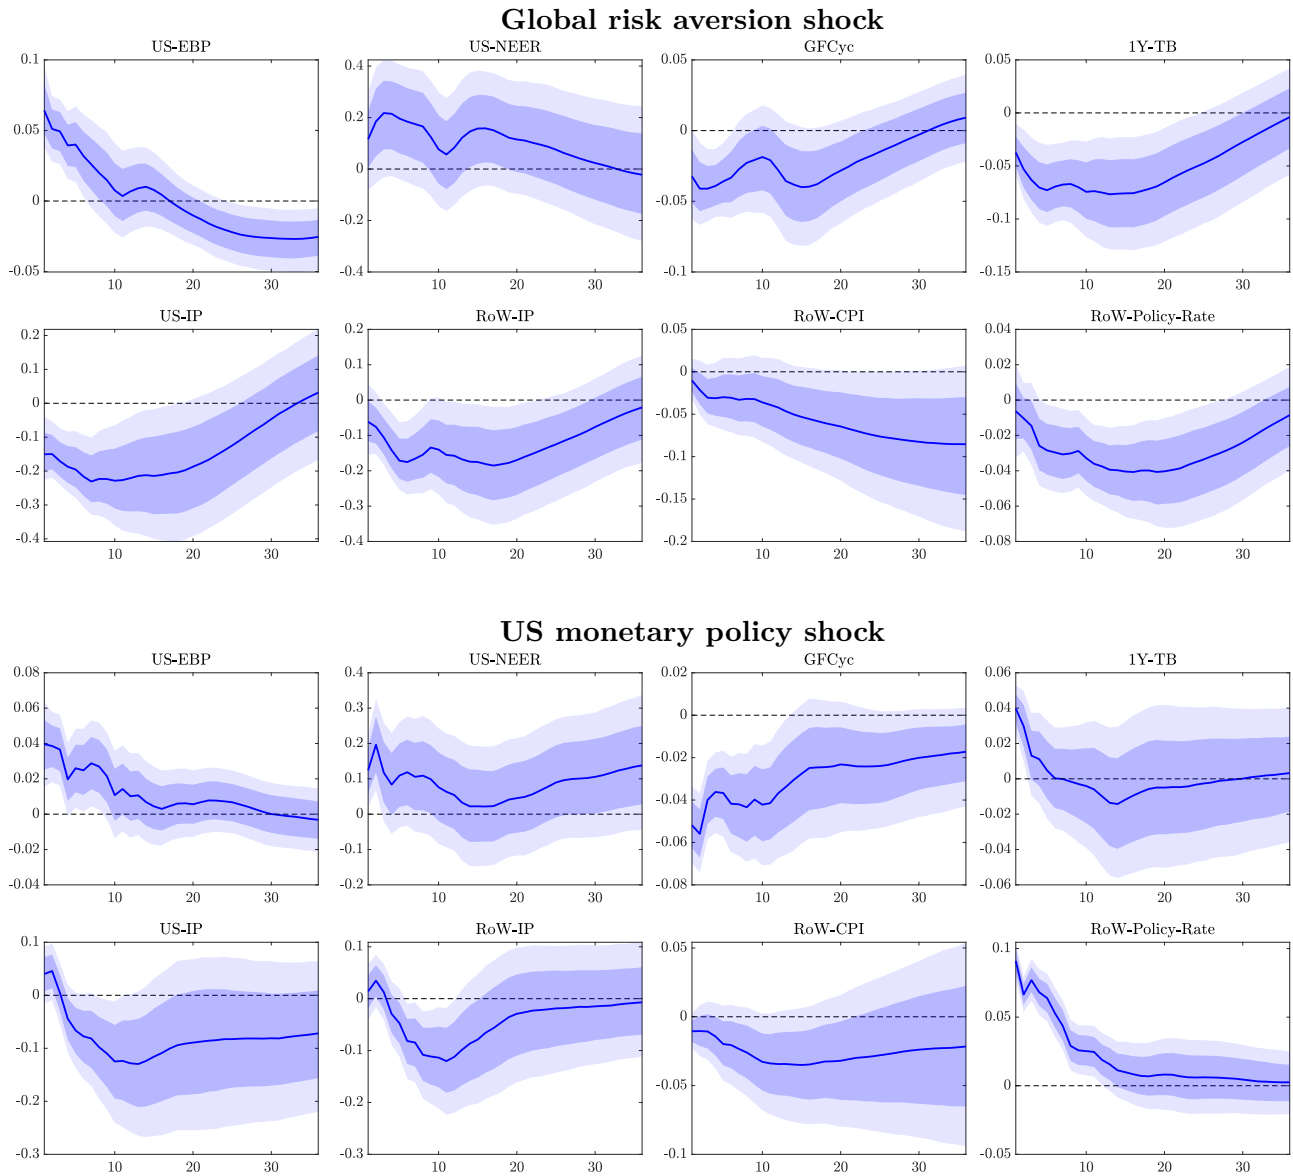 Global risk aversion shock
US-EBP
0.1
0.05
0
-0.05
10 20 30
US-NEER
0.4
0.2
0
-0.2
-0.4
10 20 30
GFCyc
0.05
0
-0.05
-0.1
10 20 30
1Y-TB
0.05
0
-0.05
-0.1
-0.15
10 20 30
US-IP
0.2
0.1
0
-0.1
-0.2
-0.3
-0.4
10 20 30
RoW-IP
0.2
0.1
0
-0.1
-0.2
-0.3
-0.4
10 20 30
RoW-CPI
0.05
0
-0.05
-0.1
-0.15
-0.2
10 20 30
RoW-Policy-Rate
0.04
0.02
0
-0.02
-0.04
-0.06
-0.08
10 20 30
US monetary policy shock
US-EBP
0.08
0.06
0.04
0.02
0
-0.02
-0.04
10 20 30
US-NEER
0.4
0.3
0.2
0.1
0
-0.1
-0.2
10 20 30
GFCyc
0.02
0
-0.02
-0.04
-0.06
-0.08
10 20 30
1Y-TB
0.06
0.04
0.02
0
-0.02
-0.04
-0.06
10 20 30
US-IP
0.1
0
-0.1
-0.2
-0.3
10 20 30
RoW-IP
0.1
0
-0.1
-0.2
-0.3
10 20 30
RoW-CPI
0.05
0
-0.05
-0.1
10 20 30
RoW-Policy-Rate
0.1
0.05
0
-0.05
10 20 30